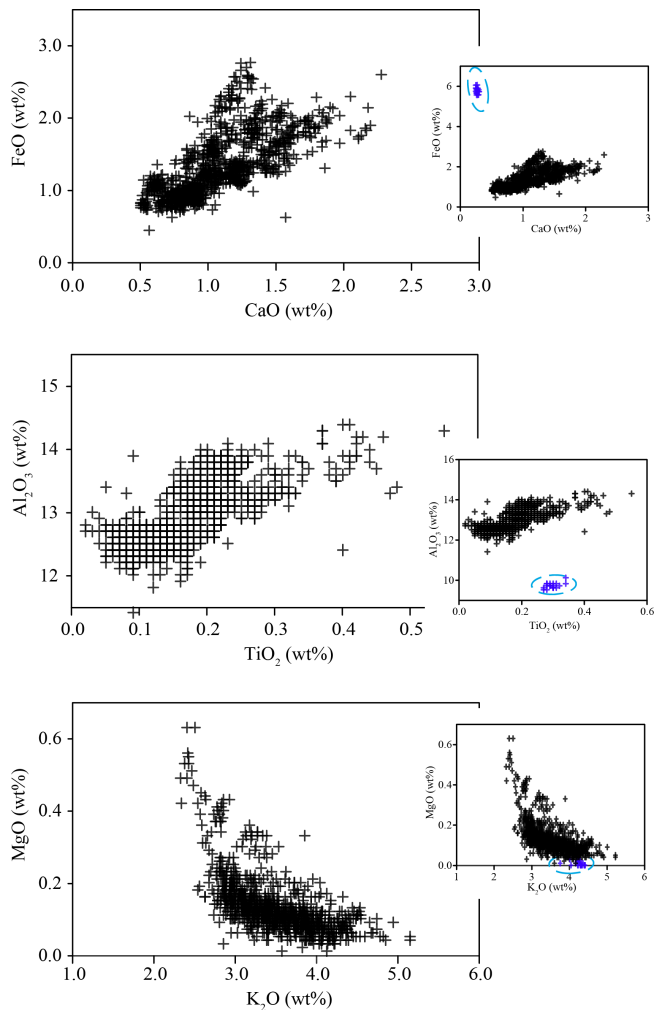 3.0
2.0
1.0
0.0
FeO (wt%)
0.0 0.5 1.0 1.5 2.0 2.5 3.0
CaO (wt%)
6
4
2
0
FeO (wt%)
0 1 2 3
CaO (wt%)
15
14
13
12
Al₂O₃ (wt%)
0.0 0.1 0.2 0.3 0.4 0.5
TiO₂ (wt%)
16
14
12
10
Al₂O₃ (wt%)
0.0 0.2 0.4 0.6
TiO₂ (wt%)
0.6
0.4
0.2
0.0
MgO (wt%)
1.0 2.0 3.0 4.0 5.0 6.0
K₂O (wt%)
0.6
0.4
0.2
0.0
MgO (wt%)
1 2 3 4 5 6
K₂O (wt%)